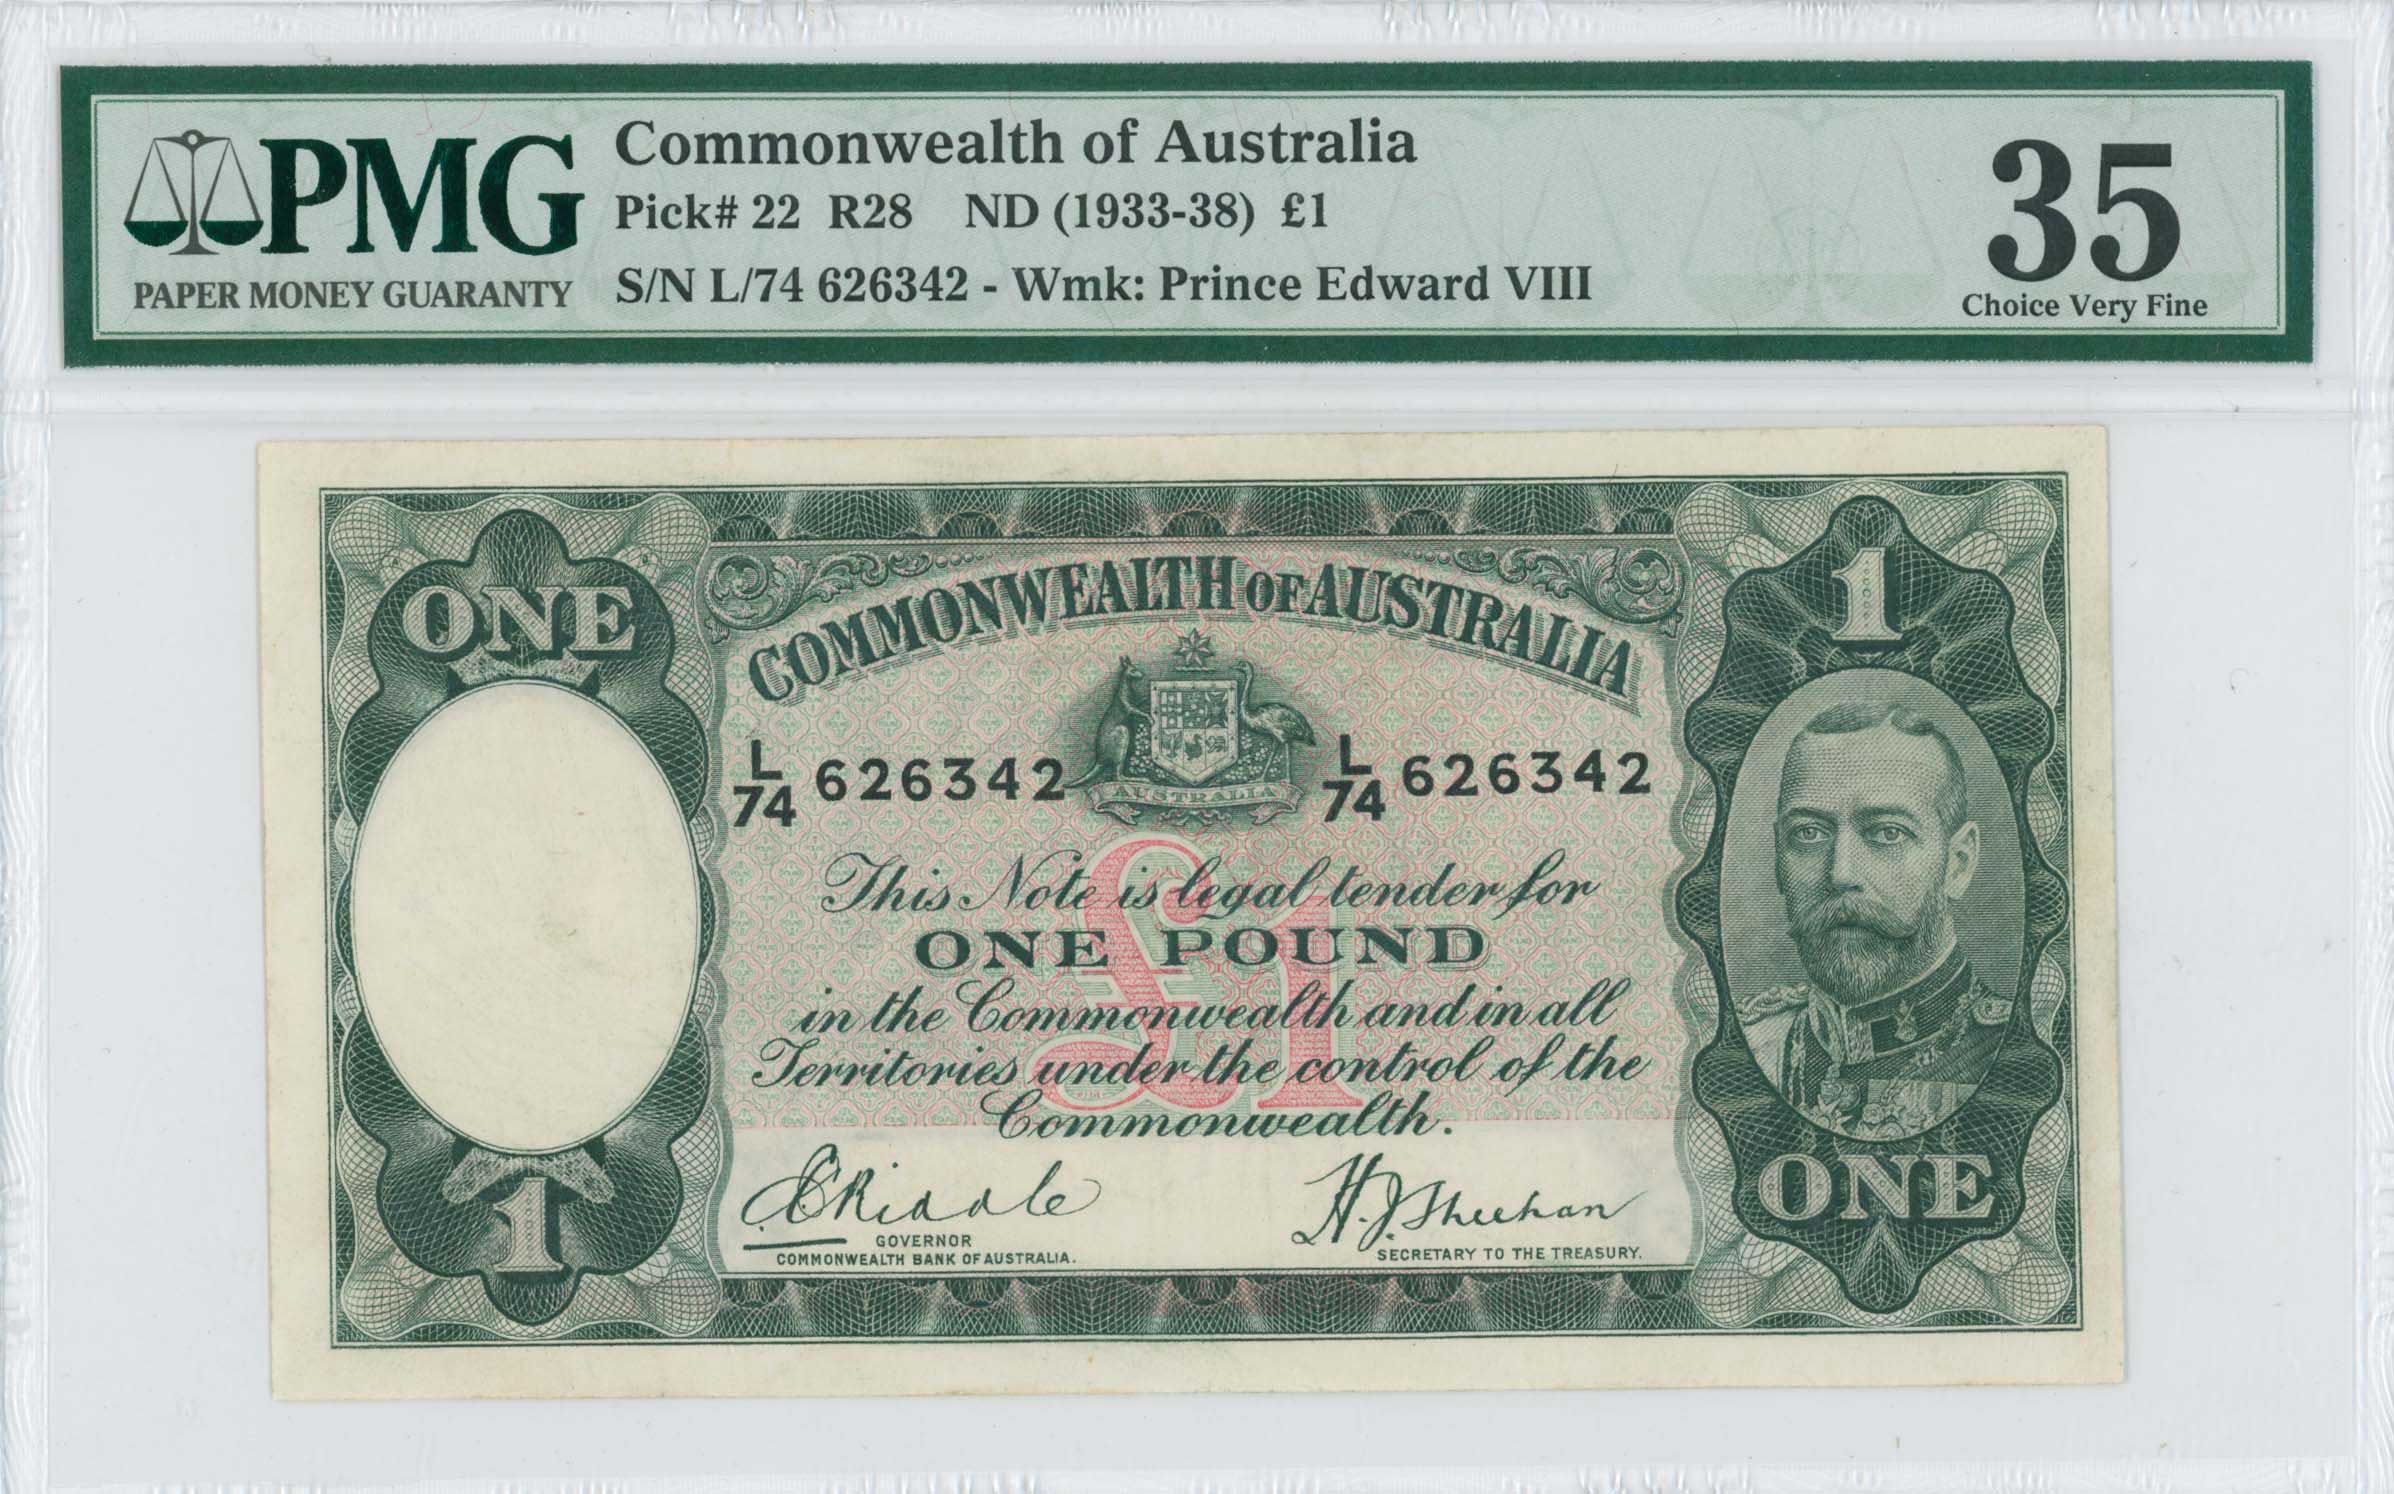 PMG
PAPER MONEY GUARANTY
Commonwealth of Australia
Pick# 22 R28 ND (1933-38) £1
S/N L/74 626342 - Wmk: Prince Edward VIII
35
Choice Very Fine
ONE
1
COMMONWEALTH OF AUSTRALIA
L/74 626342
L/74 626342
AUSTRALIA
£1
This Note is legal tender for
ONE POUND
in the Commonwealth and in all
Territories under the control of the
Commonwealth.
1
ONE
E C Riddle
GOVERNOR
COMMONWEALTH BANK OF AUSTRALIA.
H. J. Sheehan
SECRETARY TO THE TREASURY.